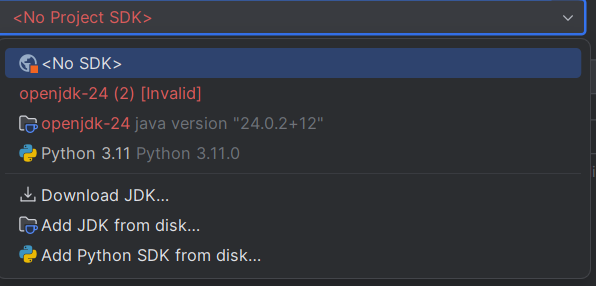 <No Project SDK>
<No SDK>
openjdk-24 (2) [Invalid]
openjdk-24 java version "24.0.2+12"
Python 3.11 Python 3.11.0
Download JDK...
Add JDK from disk...
Add Python SDK from disk...